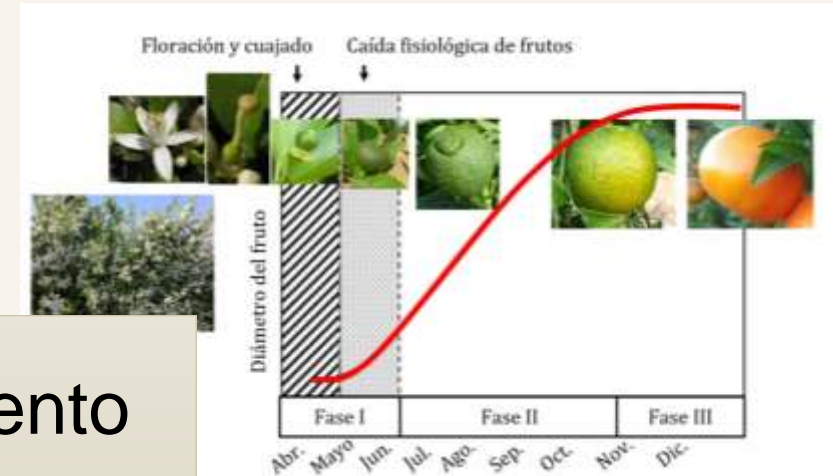 Floración y cuajado
Caída fisiológica de frutos
Diámetro del fruto
Fase I
Fase II
Fase III
Abr.
Mayo
Jun.
Jul.
Ago.
Sep.
Oct.
Nov.
Dic.
ento